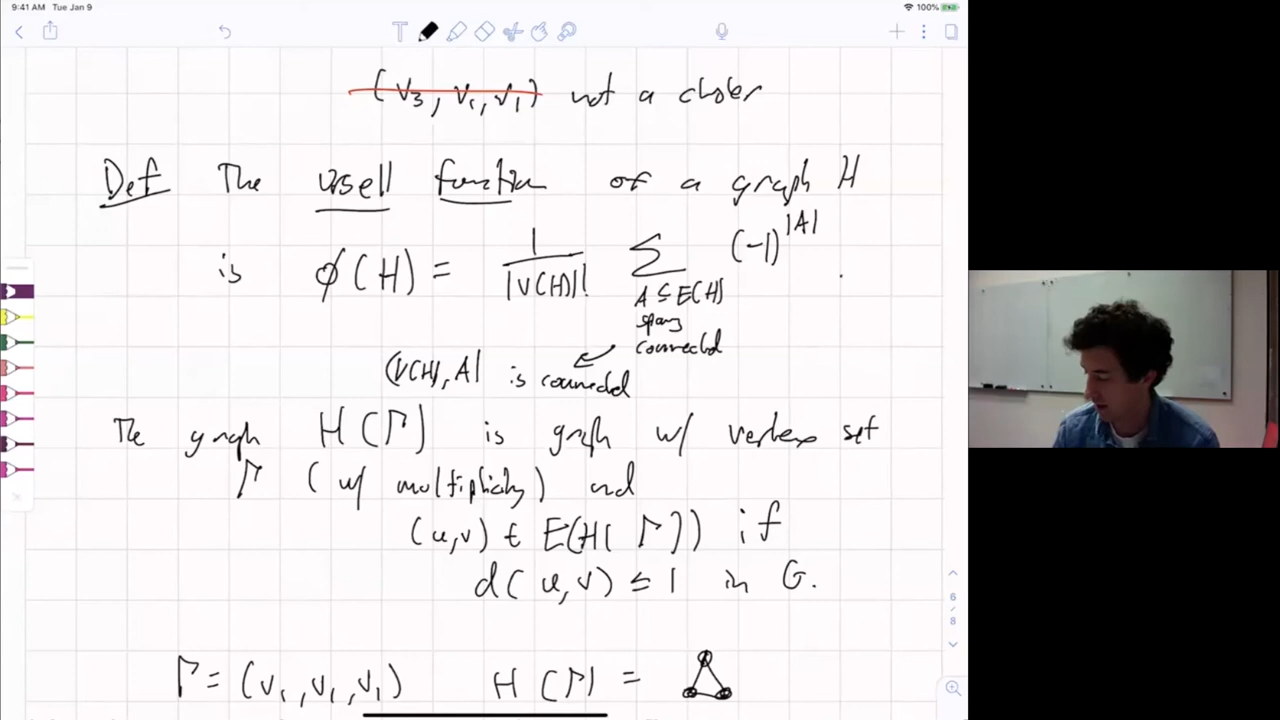 9:41 AM Tue Jan 9
100%
(v₃, v₁, v₁) not a cluster
Def The ursell function of a graph H
is ϕ(H) = 1/|V(H)|! ∑ (-1)^|A|
A ⊆ E(H)
spans
connected
(V(H), A) is connected
The graph H(Γ) is graph w/ vertex set
Γ (w/ multiplicity) and
(u,v) ∈ E(H(Γ)) if
d(u,v) ≤ 1 in G.
Γ = (v₁, v₁, v₁) H(Γ) =
6/8